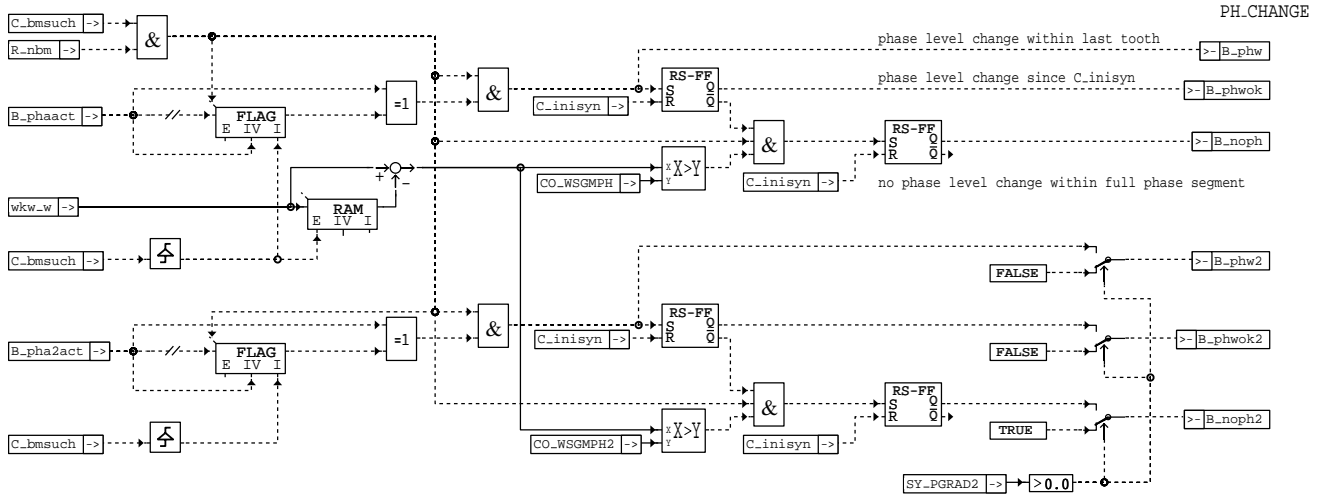 PH_CHANGE
C_bmsuch ->
R_nbm ->
&
phase level change within last tooth
>- B_phw
B_phaact ->
FLAG
E IV I
=1
&
C_inisyn ->
RS-FF
S Q
R Q
phase level change since C_inisyn
>- B_phwok
&
RS-FF
S Q
R Q
>- B_noph
X
Y
X>Y
CO_WSGMPH ->
C_inisyn ->
no phase level change within full phase segment
+
−
wkw_w ->
RAM
E IV I
C_bmsuch ->
FALSE
>- B_phw2
B_pha2act ->
FLAG
E IV I
=1
&
C_inisyn ->
RS-FF
S Q
R Q
FALSE
>- B_phwok2
&
RS-FF
S Q
R Q
>- B_noph2
C_bmsuch ->
X
Y
X>Y
CO_WSGMPH2 ->
C_inisyn ->
TRUE
SY_PGRAD2 ->
>0.0